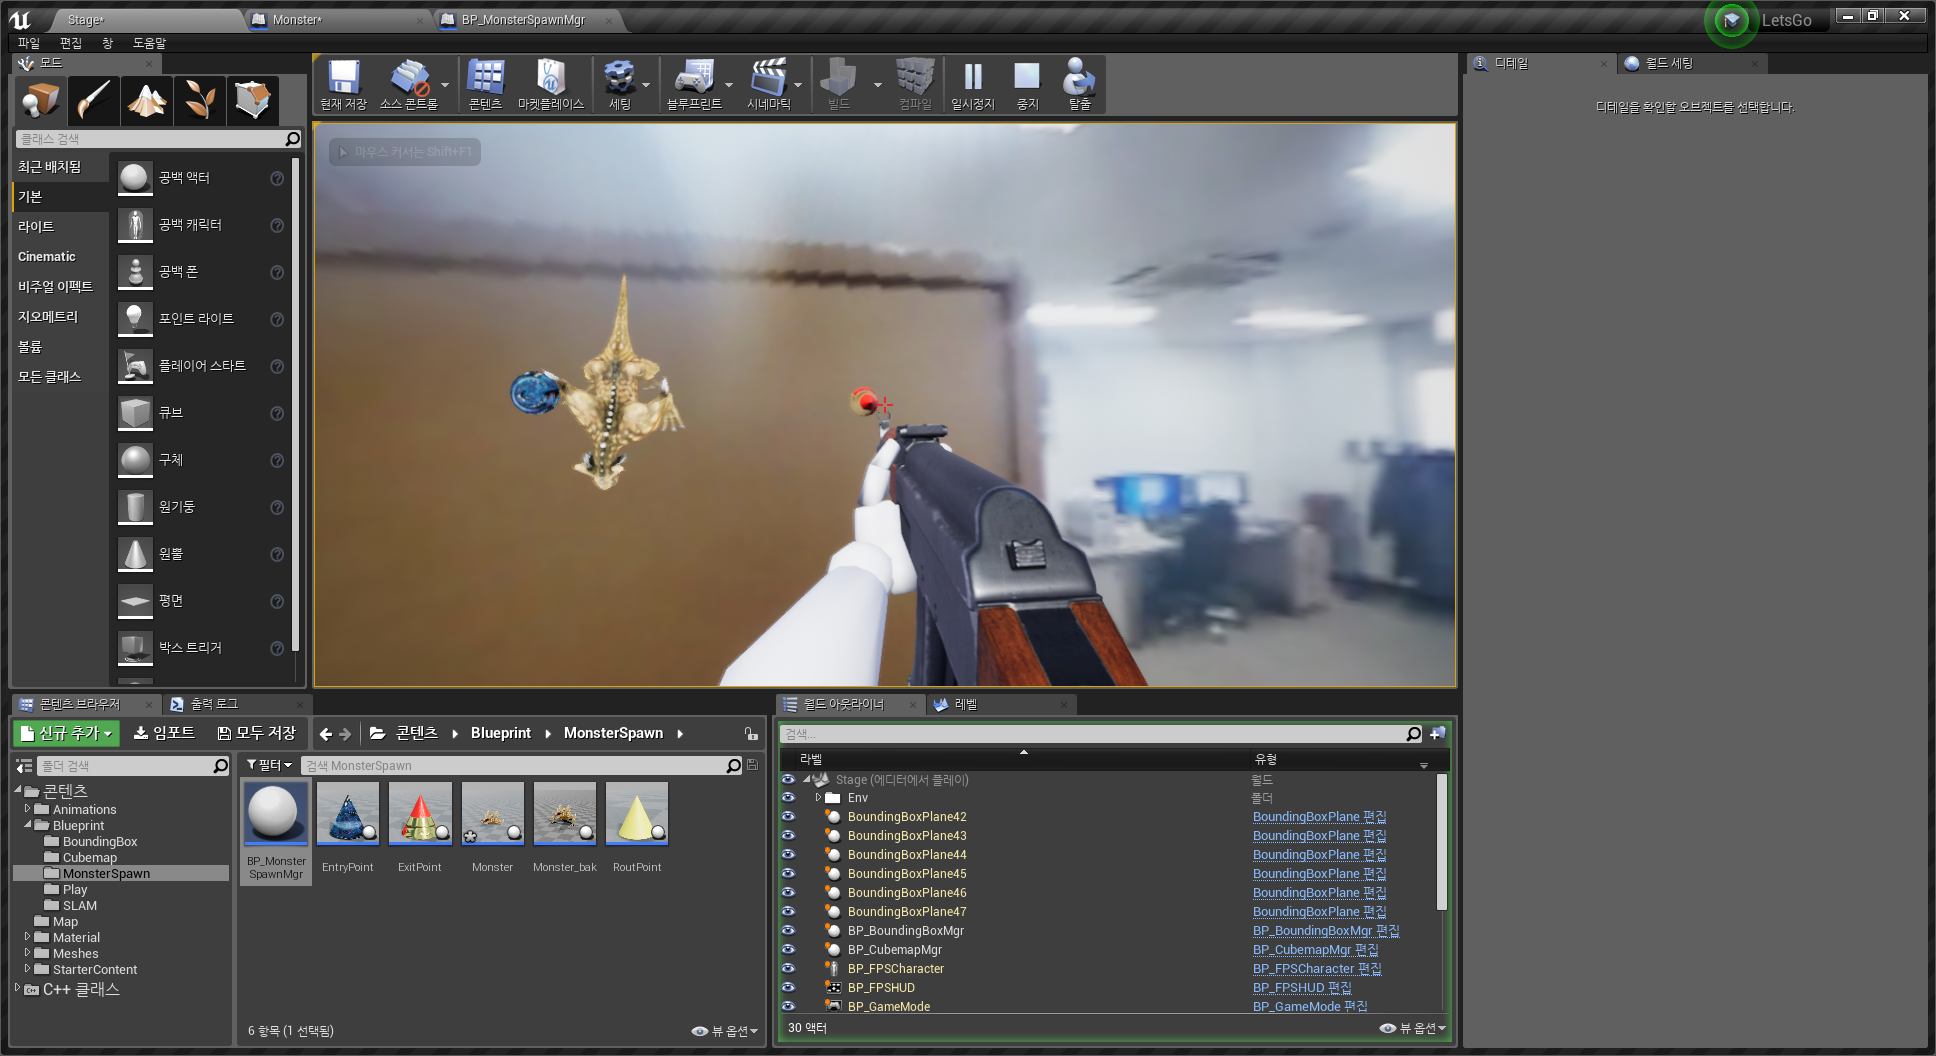 Stage*
Monster*
BP_MonsterSpawnMgr
LetsGo
파일 편집 창 도움말
모드
클래스 검색
최근 배치됨
기본
라이트
Cinematic
비주얼 이펙트
지오메트리
볼륨
모든 클래스
공백 액터
공백 캐릭터
공백 폰
포인트 라이트
플레이어 스타트
큐브
구체
원기둥
원뿔
평면
박스 트리거
현재 저장
소스 콘트롤
콘텐츠
마켓플레이스
세팅
블루프린트
시네마틱
빌드
컴파일
일시정지
중지
탈출
마우스 커서는 Shift+F1
디테일
월드 세팅
디테일을 확인할 오브젝트를 선택합니다.
콘텐츠 브라우저
출력 로그
신규 추가
임포트
모두 저장
콘텐츠
Blueprint
MonsterSpawn
폴더 검색
필터
검색 MonsterSpawn
콘텐츠
Animations
Blueprint
BoundingBox
Cubemap
MonsterSpawn
Play
SLAM
Map
Material
Meshes
StarterContent
C++ 클래스
BP_Monster
SpawnMgr
EntryPoint
ExitPoint
Monster
Monster_bak
RoutPoint
6 항목 (1 선택됨)
뷰 옵션
월드 아웃라이너
레벨
검색...
라벨
유형
Stage (에디터에서 플레이)
월드
Env
폴더
BoundingBoxPlane42
BoundingBoxPlane 편집
BoundingBoxPlane43
BoundingBoxPlane 편집
BoundingBoxPlane44
BoundingBoxPlane 편집
BoundingBoxPlane45
BoundingBoxPlane 편집
BoundingBoxPlane46
BoundingBoxPlane 편집
BoundingBoxPlane47
BoundingBoxPlane 편집
BP_BoundingBoxMgr
BP_BoundingBoxMgr 편집
BP_CubemapMgr
BP_CubemapMgr 편집
BP_FPSCharacter
BP_FPSCharacter 편집
BP_FPSHUD
BP_FPSHUD 편집
BP_GameMode
BP_GameMode 편집
30 액터
뷰 옵션